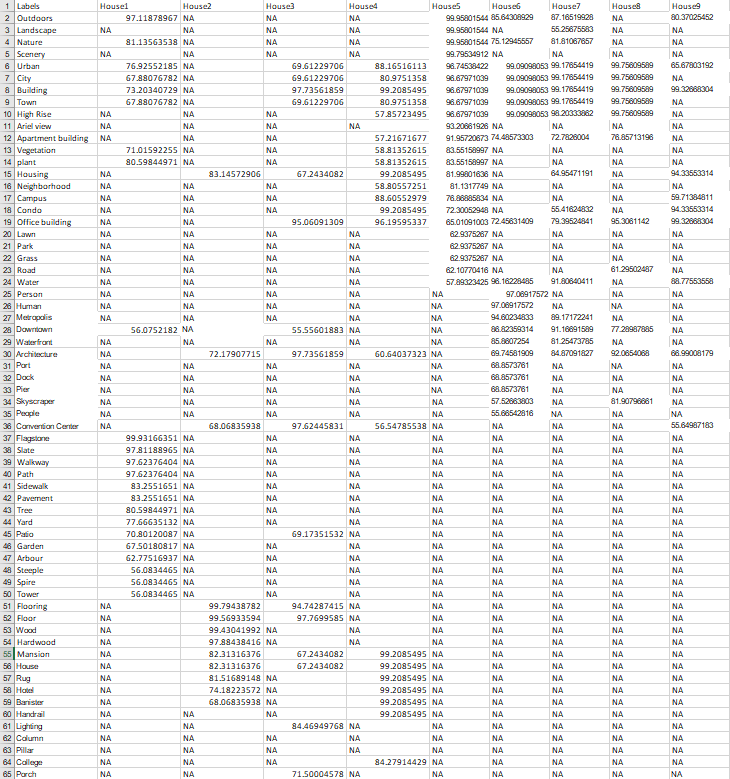 1 Labels House1 House2 House3 House4 House5 House6 House7 House8 House9
2 Outdoors 97.11878967 NA NA NA 99.95801544 85.64308929 87.16519928 NA 80.37025452
3 Landscape NA NA NA NA 99.95801544 NA 55.25675583 NA NA
4 Nature 81.13563538 NA NA NA 99.95801544 75.12945557 81.81067657 NA NA
5 Scenery NA NA NA NA 99.79534912 NA NA NA NA
6 Urban 76.92552185 NA 69.61229706 88.16516113 96.74538422 99.09098053 99.17654419 99.75609589 65.67803192
7 City 67.88076782 NA 69.61229706 80.9751358 96.67971039 99.09098053 99.17654419 99.75609589 NA
8 Building 73.20340729 NA 97.73561859 99.2085495 96.67971039 99.09098053 99.17654419 99.75609589 99.32668304
9 Town 67.88076782 NA 69.61229706 80.9751358 96.67971039 99.09098053 99.17654419 99.75609589 NA
10 High Rise NA NA NA 57.85723495 96.67971039 99.09098053 98.20333862 99.75609589 NA
11 Ariel view NA NA NA NA 93.20661926 NA NA NA NA
12 Apartment building NA NA NA 57.21671677 91.95720673 74.48573303 72.7826004 76.85713196 NA
13 Vegetation 71.01592255 NA NA 58.81352615 83.55158997 NA NA NA NA
14 plant 80.59844971 NA NA 58.81352615 83.55158997 NA NA NA NA
15 Housing NA 83.14572906 67.2434082 99.2085495 81.99801636 NA 64.95471191 NA 94.33553314
16 Neighborhood NA NA NA 58.80557251 81.1317749 NA NA NA NA
17 Campus NA NA NA 88.60552979 76.86885834 NA NA NA 59.71384811
18 Condo NA NA NA 99.2085495 72.30052948 NA 55.41624832 NA 94.33553314
19 Office building NA NA 95.06091309 96.19595337 65.01091003 72.45631409 79.39524841 95.3061142 99.32668304
20 Lawn NA NA NA NA 62.9375267 NA NA NA NA
21 Park NA NA NA NA 62.9375267 NA NA NA NA
22 Grass NA NA NA NA 62.9375267 NA NA NA NA
23 Road NA NA NA NA 62.10770416 NA NA 61.29502487 NA
24 Water NA NA NA NA 57.89323425 96.16228485 91.80640411 NA 88.77553558
25 Person NA NA NA NA NA 97.06917572 NA NA NA
26 Human NA NA NA NA NA 97.06917572 NA NA NA
27 Metropolis NA NA NA NA NA 94.60234833 89.17172241 NA NA
28 Downtown 56.0752182 NA 55.55601883 NA NA 86.82359314 91.16691589 77.28987885 NA
29 Waterfront NA NA NA NA NA 85.8607254 81.25473785 NA NA
30 Architecture NA 72.17907715 97.73561859 60.64037323 NA 69.74581909 84.87091827 92.0654068 66.99008179
31 Port NA NA NA NA NA 68.8573761 NA NA NA
32 Dock NA NA NA NA NA 68.8573761 NA NA NA
33 Pier NA NA NA NA NA 68.8573761 NA NA NA
34 Skyscraper NA NA NA NA NA 57.52663803 NA 81.90796661 NA
35 People NA NA NA NA NA 55.66542816 NA NA NA
36 Convention Center NA 68.06835938 97.62445831 56.54785538 NA NA NA NA 55.64987183
37 Flagstone 99.93166351 NA NA NA NA NA NA NA NA
38 Slate 97.81188965 NA NA NA NA NA NA NA NA
39 Walkway 97.62376404 NA NA NA NA NA NA NA NA
40 Path 97.62376404 NA NA NA NA NA NA NA NA
41 Sidewalk 83.2551651 NA NA NA NA NA NA NA NA
42 Pavement 83.2551651 NA NA NA NA NA NA NA NA
43 Tree 80.59844971 NA NA NA NA NA NA NA NA
44 Yard 77.66635132 NA NA NA NA NA NA NA NA
45 Patio 70.80120087 NA 69.17351532 NA NA NA NA NA NA
46 Garden 67.50180817 NA NA NA NA NA NA NA NA
47 Arbour 62.77516937 NA NA NA NA NA NA NA NA
48 Steeple 56.0834465 NA NA NA NA NA NA NA NA
49 Spire 56.0834465 NA NA NA NA NA NA NA NA
50 Tower 56.0834465 NA NA NA NA NA NA NA NA
51 Flooring NA 99.79438782 94.74287415 NA NA NA NA NA NA
52 Floor NA 99.56933594 97.7699585 NA NA NA NA NA NA
53 Wood NA 99.43041992 NA NA NA NA NA NA NA
54 Hardwood NA 97.88438416 NA NA NA NA NA NA NA
55 Mansion NA 82.31316376 67.2434082 99.2085495 NA NA NA NA NA
56 House NA 82.31316376 67.2434082 99.2085495 NA NA NA NA NA
57 Rug NA 81.51689148 NA 99.2085495 NA NA NA NA NA
58 Hotel NA 74.18223572 NA 99.2085495 NA NA NA NA NA
59 Banister NA 68.06835938 NA 99.2085495 NA NA NA NA NA
60 Handrail NA NA NA 99.2085495 NA NA NA NA NA
61 Lighting NA NA 84.46949768 NA NA NA NA NA NA
62 Column NA NA NA NA NA NA NA NA NA
63 Pillar NA NA NA NA NA NA NA NA NA
64 College NA NA NA 84.27914429 NA NA NA NA NA
65 Porch NA NA 71.50004578 NA NA NA NA NA NA